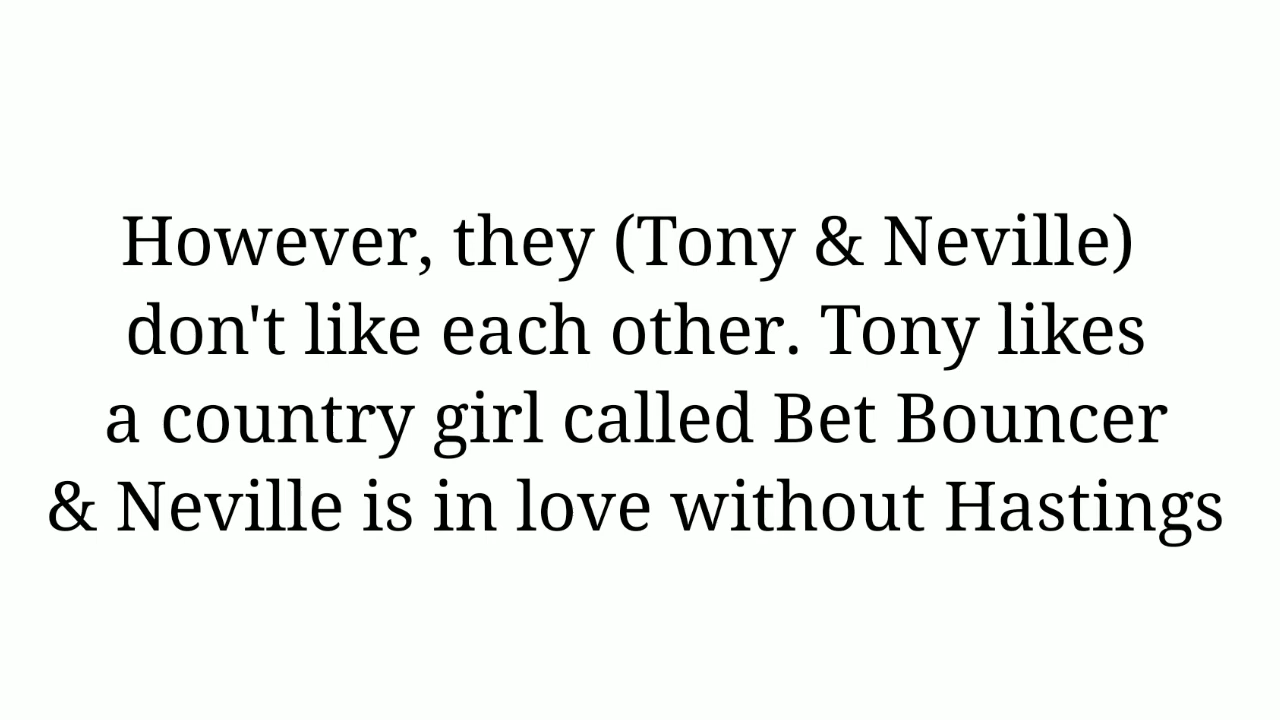 However, they (Tony & Neville)
don't like each other. Tony likes
a country girl called Bet Bouncer
& Neville is in love without Hastings